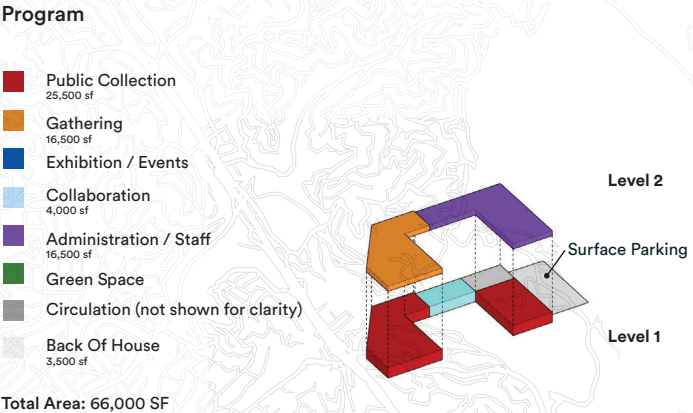 Program
Public Collection
25,500 sf
Gathering
16,500 sf
Exhibition / Events
Collaboration
4,000 sf
Administration / Staff
16,500 sf
Green Space
Circulation (not shown for clarity)
Back Of House
3,500 sf
Total Area: 66,000 SF
Level 2
Surface Parking
Level 1